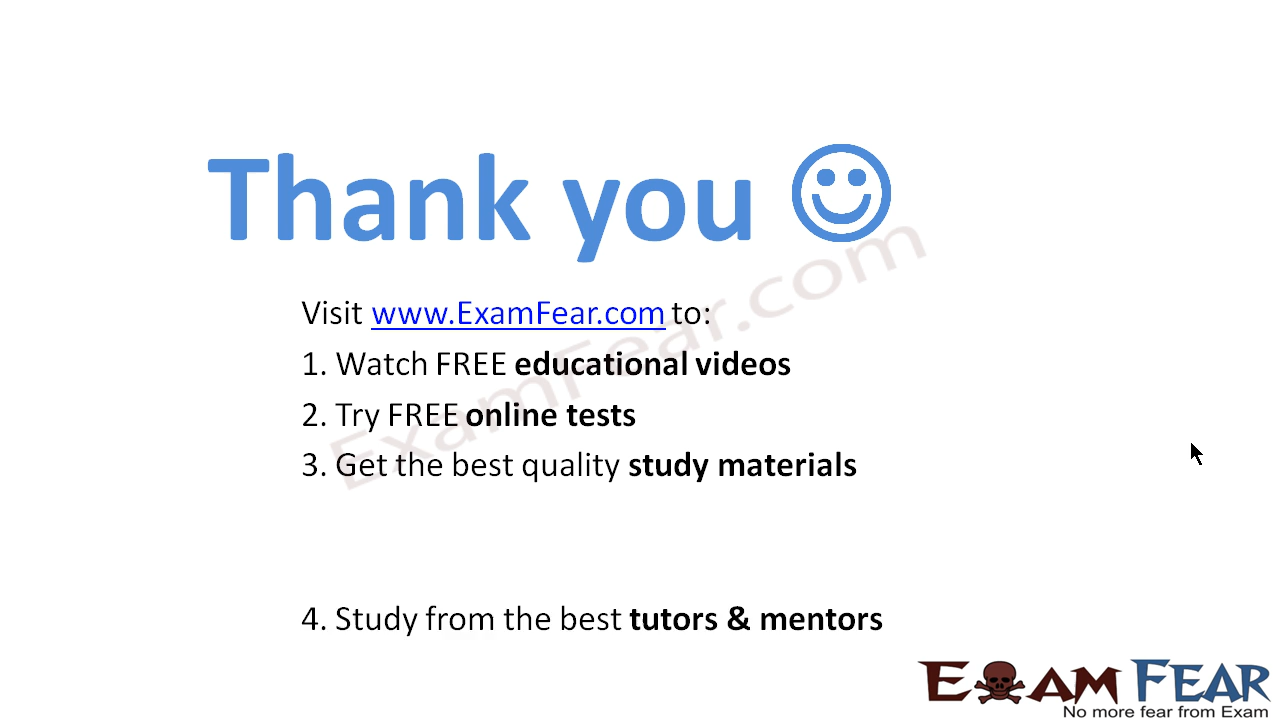 Thank you ☺
Visit www.ExamFear.com to:
1. Watch FREE educational videos
2. Try FREE online tests
3. Get the best quality study materials
4. Study from the best tutors & mentors
ExamFear.com
EXAM FEAR
No more fear from Exam